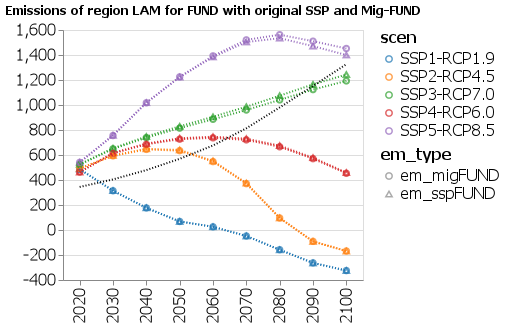 Emissions of region LAM for FUND with original SSP and Mig-FUND
1,600
1,400
1,200
1,000
800
600
400
200
0
-200
-400
2020
2030
2040
2050
2060
2070
2080
2090
2100
scen
SSP1-RCP1.9
SSP2-RCP4.5
SSP3-RCP7.0
SSP4-RCP6.0
SSP5-RCP8.5
em_type
em_migFUND
em_sspFUND